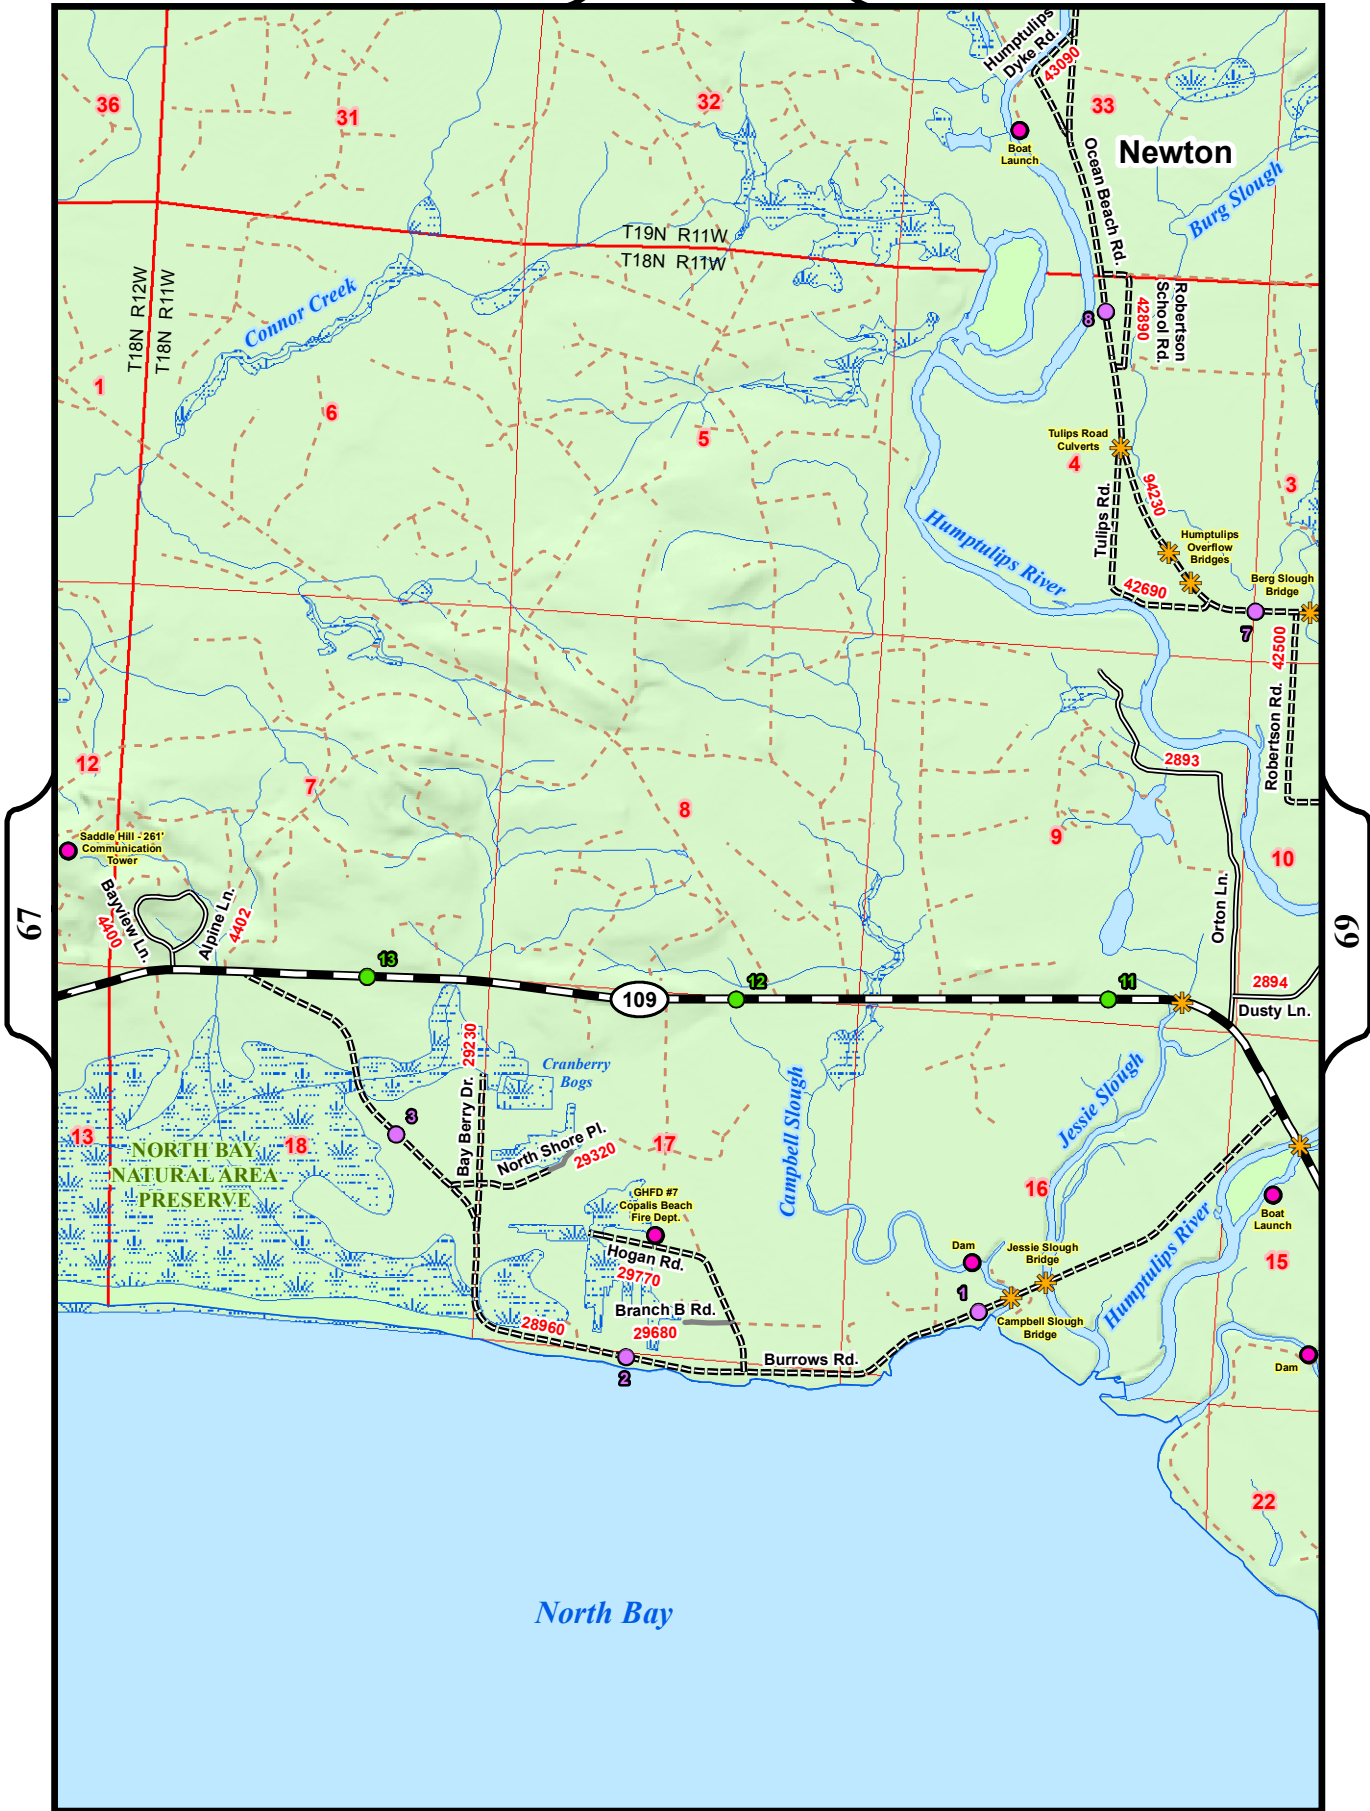 Humptulips
Dyke Rd.
43090
36
31
32
33
Boat
Launch
Newton
Ocean Beach Rd.
Burg Slough
T19N R11W
T18N R11W
T18N R12W
T18N R11W
Connor Creek
8
42890
Robertson
School Rd.
1
6
5
Tulips Road
Culverts
4
3
94230
Tulips Rd.
Humptulips River
Humptulips
Overflow
Bridges
42690
Berg Slough
Bridge
7
42500
Robertson Rd.
12
7
8
9
10
2893
Saddle Hill - 261'
Communication
Tower
Bayview Ln.
4400
Alpine Ln.
4402
67
69
Orton Ln.
13
12
11
109
2894
Dusty Ln.
29230
Cranberry
Bogs
Bay Berry Dr.
3
North Shore Pl.
29320
13
18
NORTH BAY
NATURAL AREA
PRESERVE
17
Campbell Slough
Jessie Slough
16
GHFD #7
Copalis Beach
Fire Dept.
Hogan Rd.
29770
Branch B Rd.
29680
28960
2
Burrows Rd.
Dam
1
Jessie Slough
Bridge
Campbell Slough
Bridge
Humptulips River
Boat
Launch
15
Dam
22
North Bay